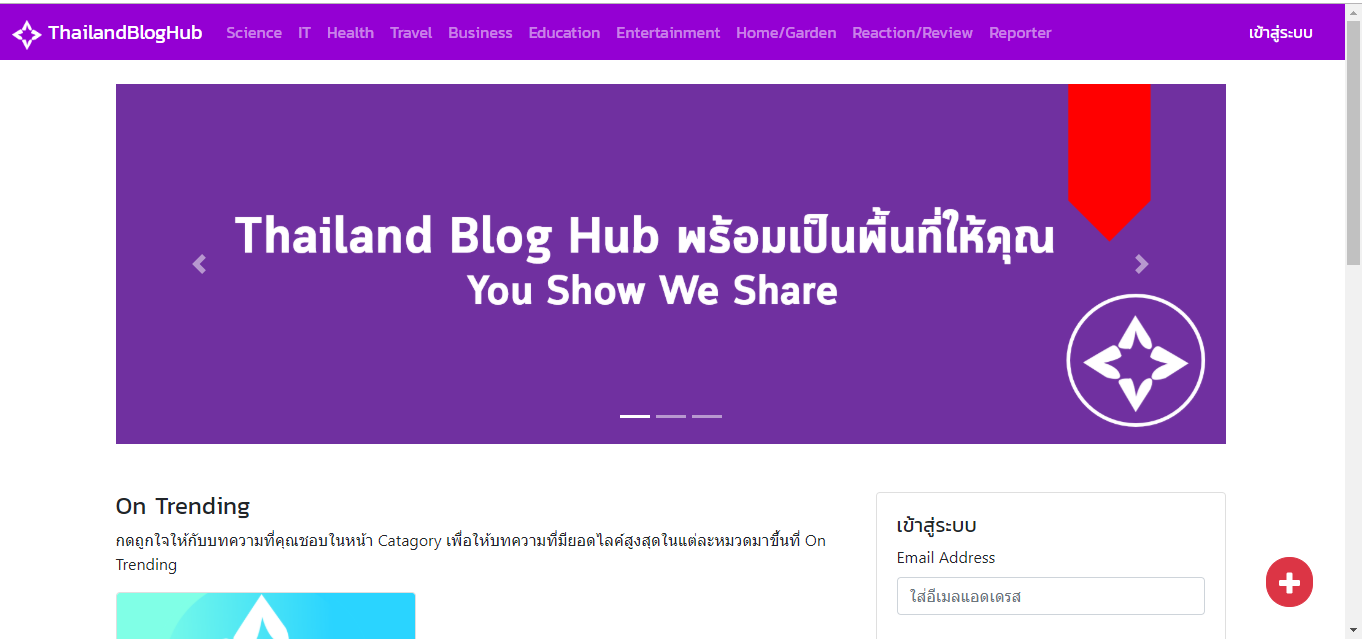 ThailandBlogHub Science IT Health Travel Business Education Entertainment Home/Garden Reaction/Review Reporter เข้าสู่ระบบ
Thailand Blog Hub พร้อมเป็นพื้นที่ให้คุณ
You Show We Share
On Trending
กดถูกใจให้กับบทความที่คุณชอบในหน้า Catagory เพื่อให้บทความที่มียอดไลค์สูงสุดในแต่ละหมวดมาขึ้นที่ On
Trending
เข้าสู่ระบบ
Email Address
ใส่อีเมลแอดเดรส